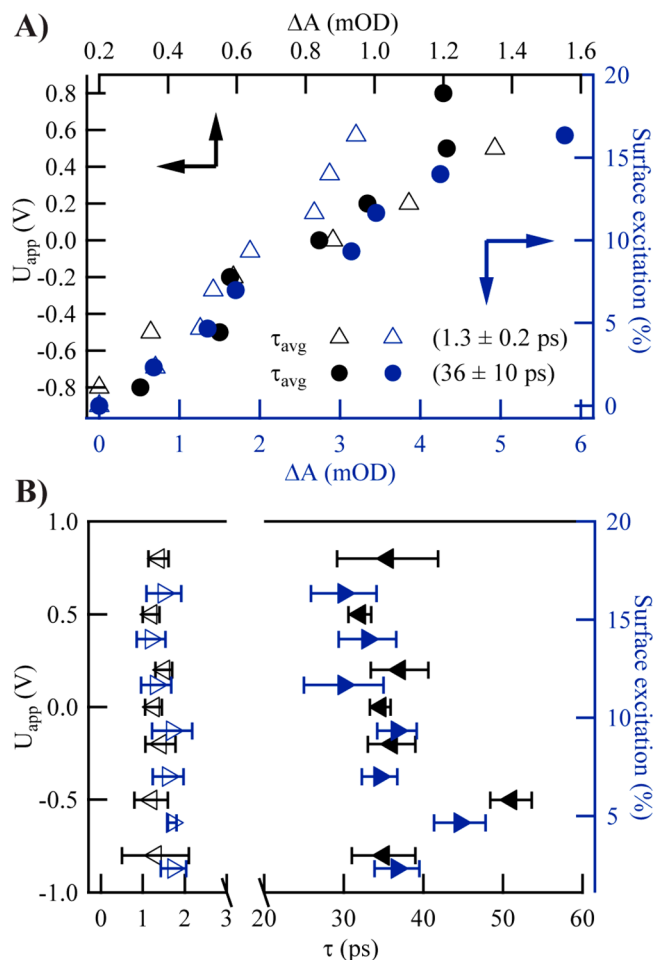 A)
ΔA (mOD)
0.2 0.4 0.6 0.8 1.0 1.2 1.4 1.6
0.8
0.6
0.4
0.2
0.0
-0.2
-0.4
-0.6
-0.8
U_app (V)
20
15
10
5
0
Surface excitation (%)
τ_avg (1.3 ± 0.2 ps)
τ_avg (36 ± 10 ps)
0 1 2 3 4 5 6
ΔA (mOD)
B)
1.0
0.5
0.0
-0.5
-1.0
U_app (V)
20
15
10
5
Surface excitation (%)
0 1 2 3 20 30 40 50 60
τ (ps)